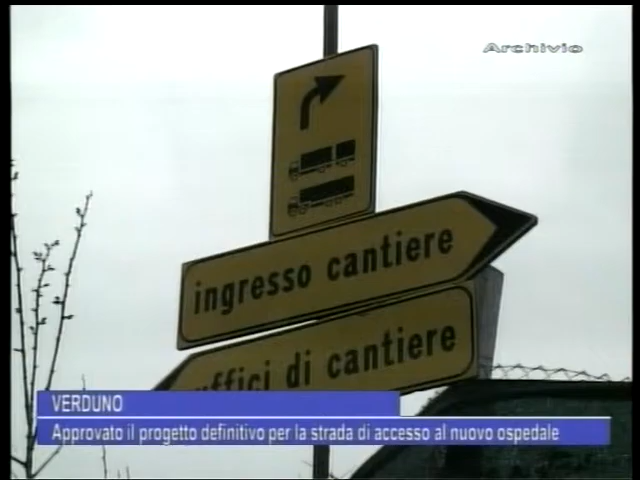 Archivio
ingresso cantiere
uffici di cantiere
VERDUNO
Approvato il progetto definitivo per la strada di accesso al nuovo ospedale